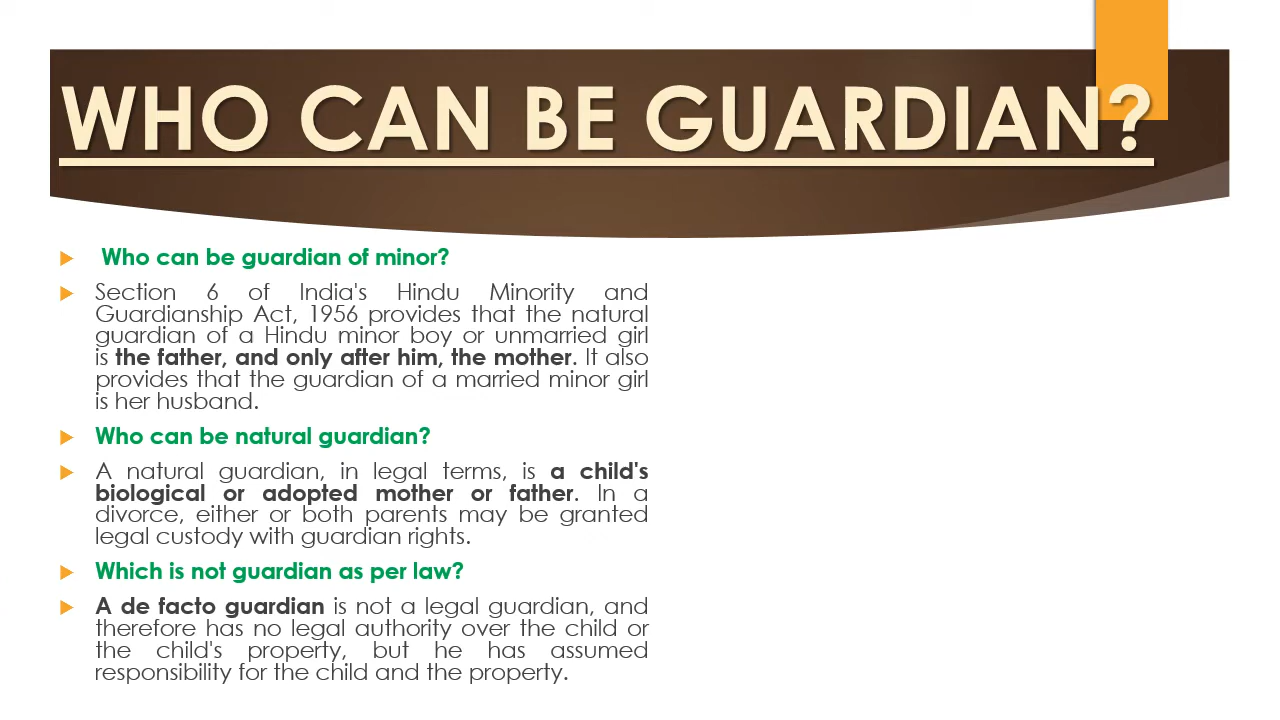 WHO CAN BE GUARDIAN?
Who can be guardian of minor?
Section 6 of India's Hindu Minority and
Guardianship Act, 1956 provides that the natural
guardian of a Hindu minor boy or unmarried girl
is the father, and only after him, the mother. It also
provides that the guardian of a married minor girl
is her husband.
Who can be natural guardian?
A natural guardian, in legal terms, is a child's
biological or adopted mother or father. In a
divorce, either or both parents may be granted
legal custody with guardian rights.
Which is not guardian as per law?
A de facto guardian is not a legal guardian, and
therefore has no legal authority over the child or
the child's property, but he has assumed
responsibility for the child and the property.